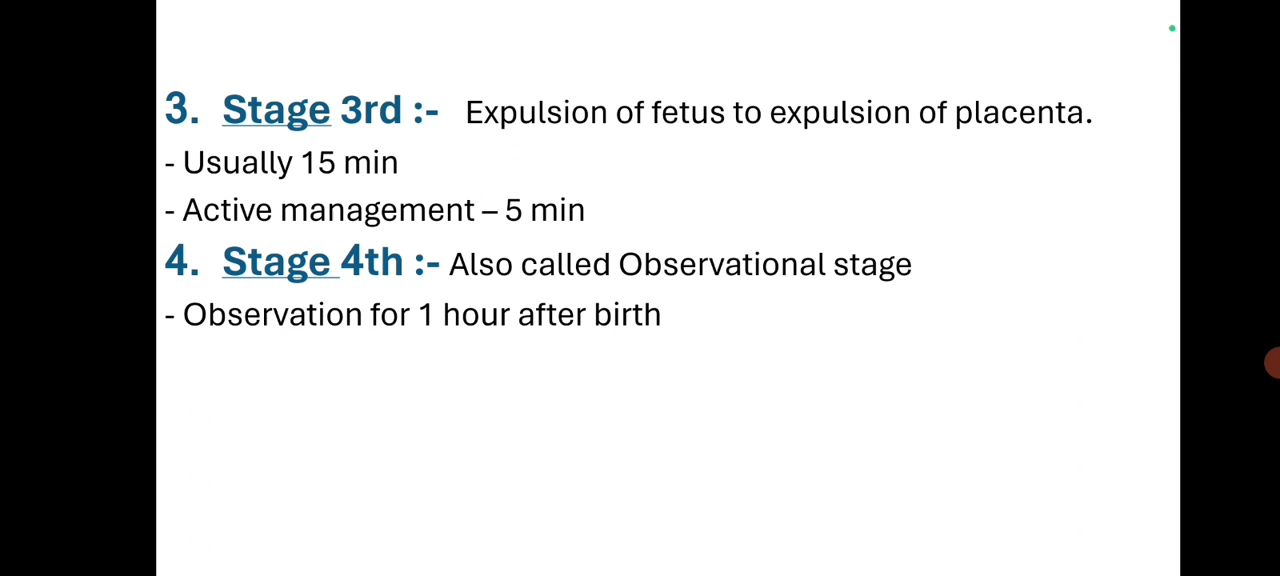 3. Stage 3rd :- Expulsion of fetus to expulsion of placenta.
- Usually 15 min
- Active management – 5 min
4. Stage 4th :- Also called Observational stage
- Observation for 1 hour after birth